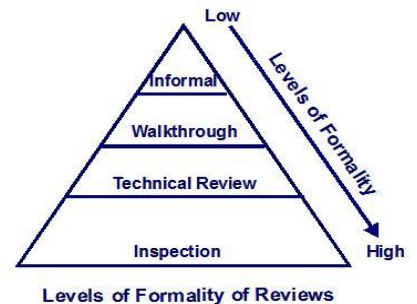 Low
Informal
Walkthrough
Technical Review
Inspection
Levels of Formality
High
Levels of Formality of Reviews